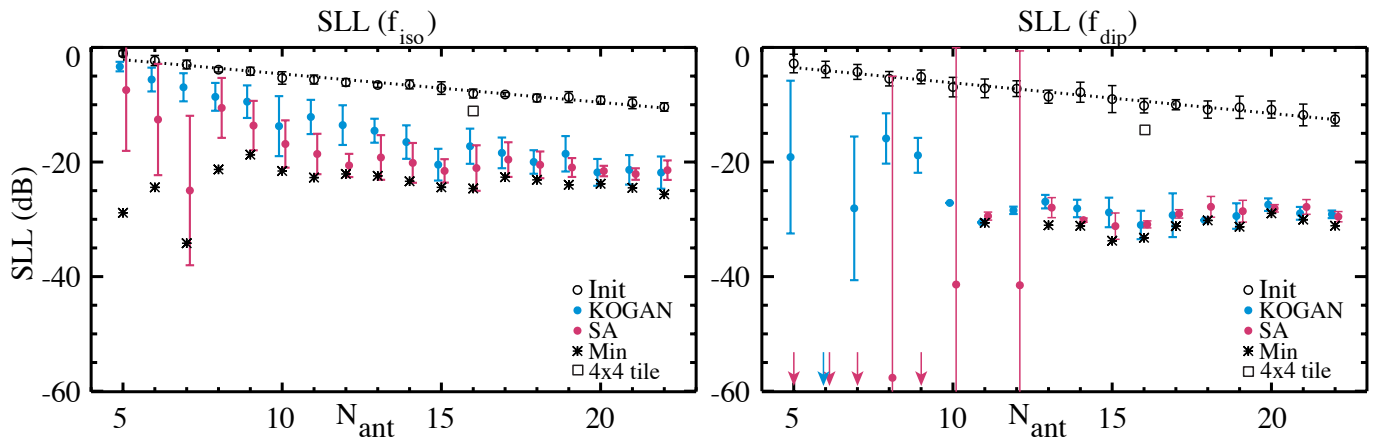 SLL (f_iso)
SLL (dB)
0
-20
-40
-60
5
10
15
20
N_ant
Init
KOGAN
SA
Min
4x4 tile
SLL (f_dip)
0
-20
-40
-60
5
10
15
20
N_ant
Init
KOGAN
SA
Min
4x4 tile